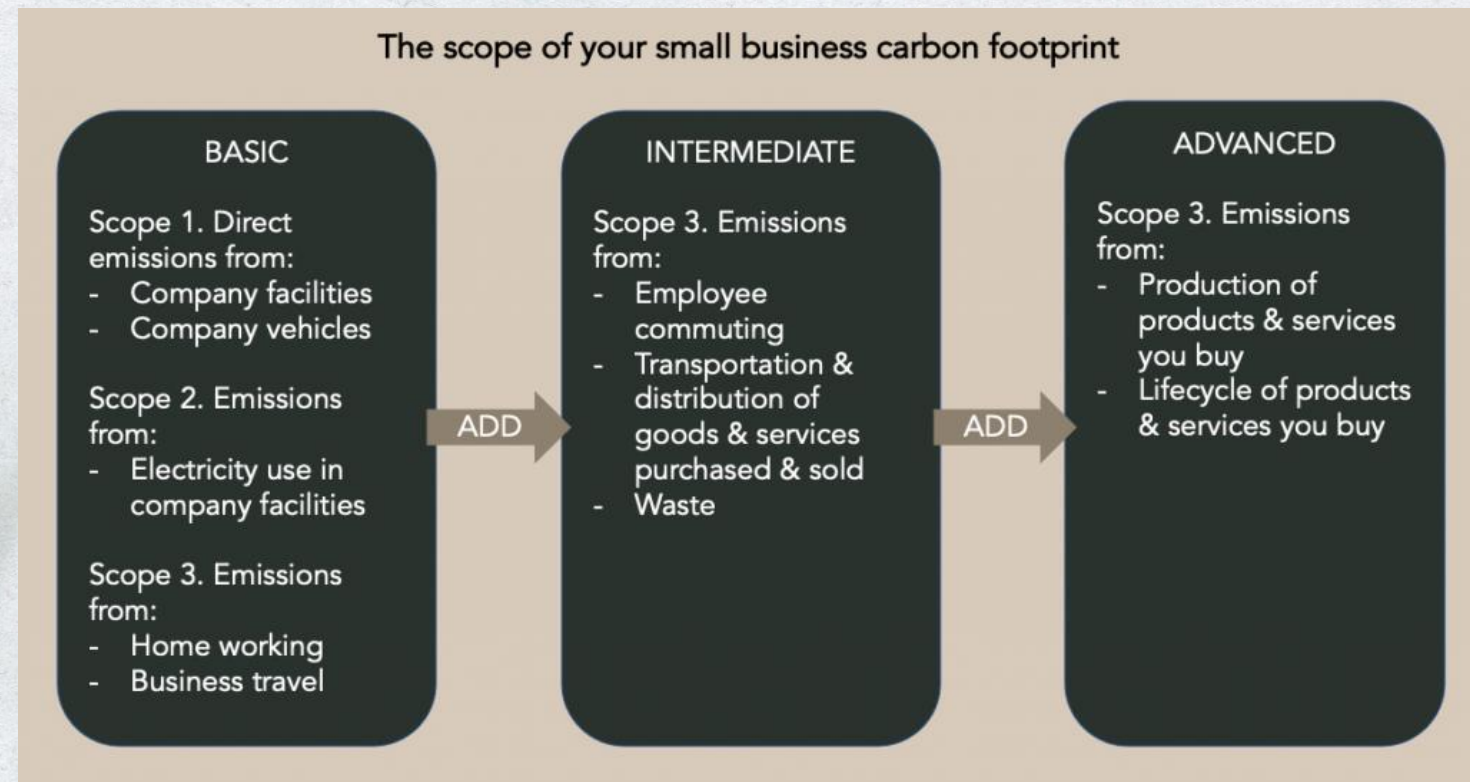 The scope of your small business carbon footprint
BASIC
Scope 1. Direct
emissions from:
- Company facilities
- Company vehicles
Scope 2. Emissions
from:
- Electricity use in
company facilities
Scope 3. Emissions
from:
- Home working
- Business travel
ADD
INTERMEDIATE
Scope 3. Emissions
from:
- Employee
commuting
- Transportation &
distribution of
goods & services
purchased & sold
- Waste
ADD
ADVANCED
Scope 3. Emissions
from:
- Production of
products & services
you buy
- Lifecycle of products
& services you buy